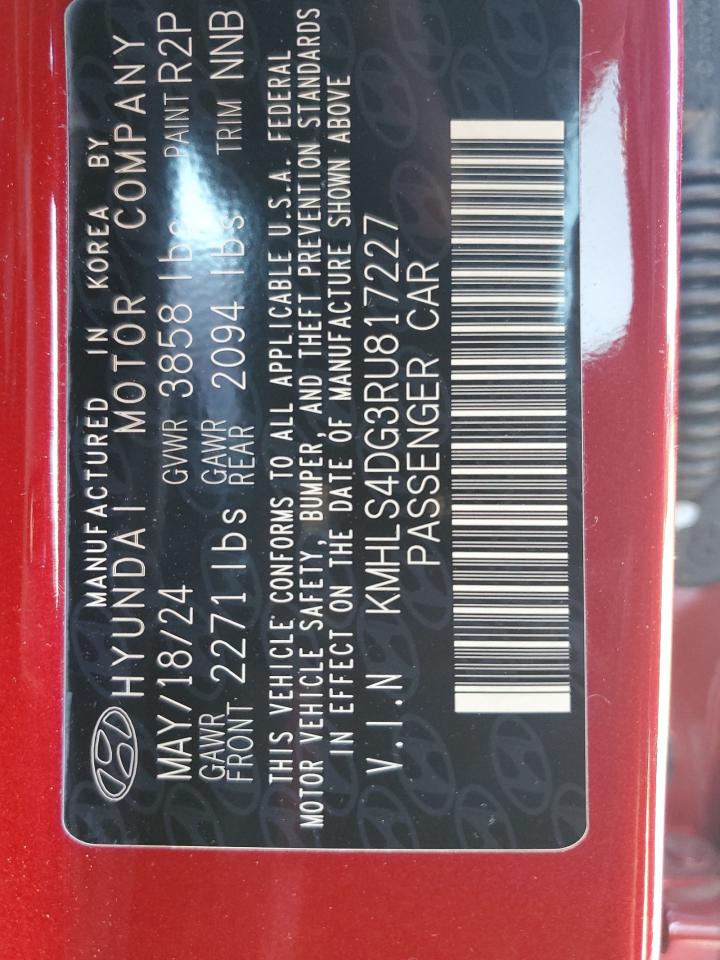 MANUFACTURED IN KOREA BY
HYUNDAI MOTOR COMPANY
MAY/18/24 GVWR 3858 lbs PAINT R2P
GAWR FRONT 2271 lbs GAWR REAR 2094 lbs TRIM NNB
THIS VEHICLE CONFORMS TO ALL APPLICABLE U.S.A. FEDERAL
MOTOR VEHICLE SAFETY, BUMPER, AND THEFT PREVENTION STANDARDS
IN EFFECT ON THE DATE OF MANUFACTURE SHOWN ABOVE
V.I.N KMHLS4DG3RU817227
PASSENGER CAR